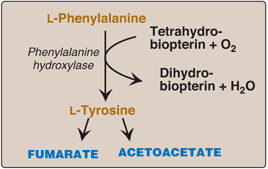 L-Phenylalanine
Tetrahydro-
biopterin + O2
Phenylalanine
hydroxylase
Dihydro-
biopterin + H2O
L-Tyrosine
FUMARATE ACETOACETATE